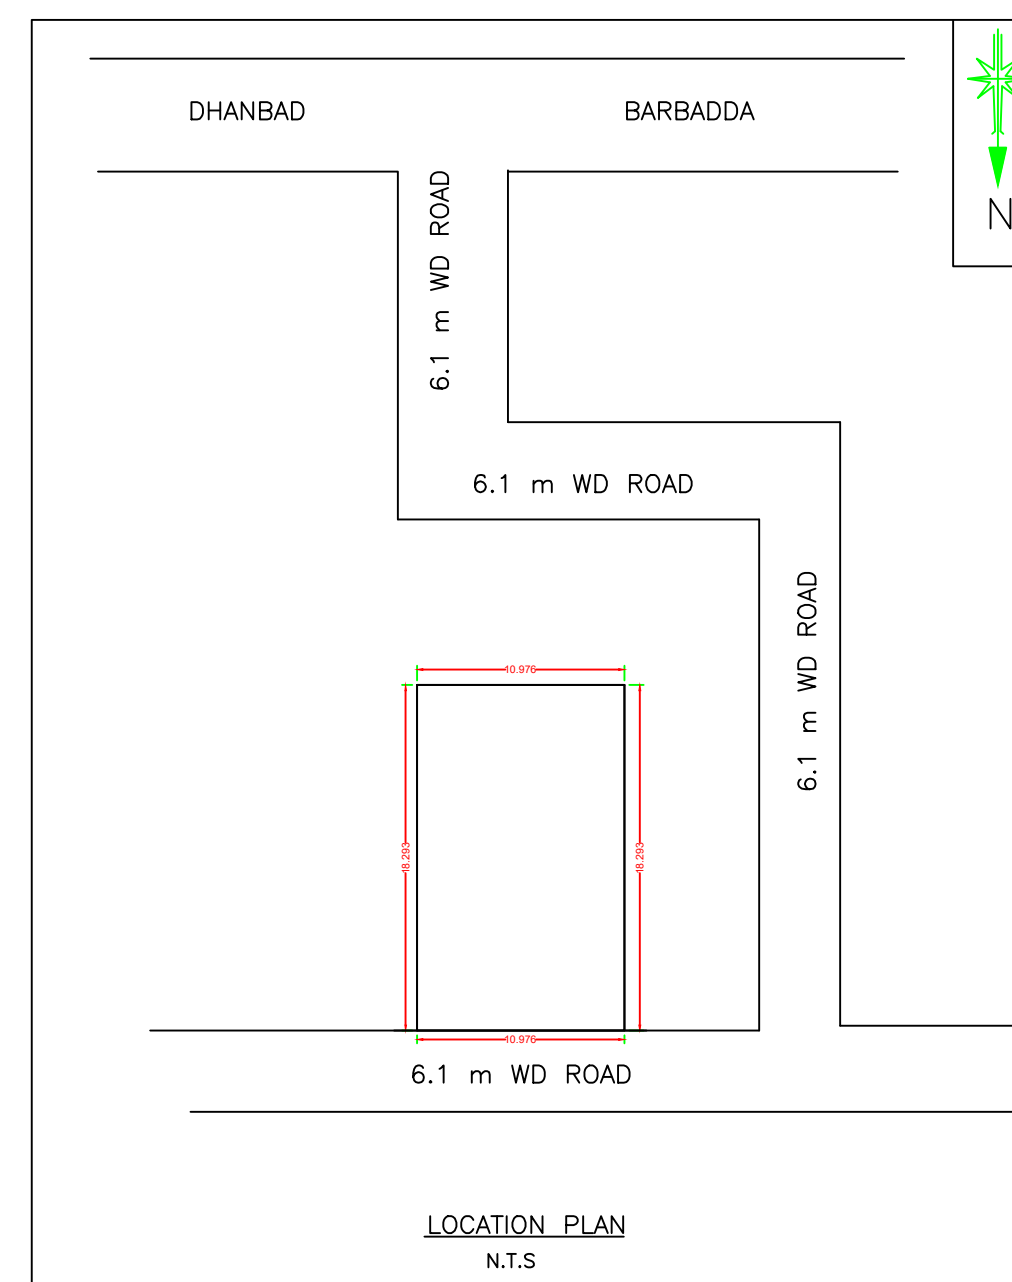 DHANBAD BARBADDA
N
6.1 m WD ROAD
6.1 m WD ROAD
6.1 m WD ROAD
10.976
18.293
18.293
10.976
6.1 m WD ROAD
LOCATION PLAN
N.T.S